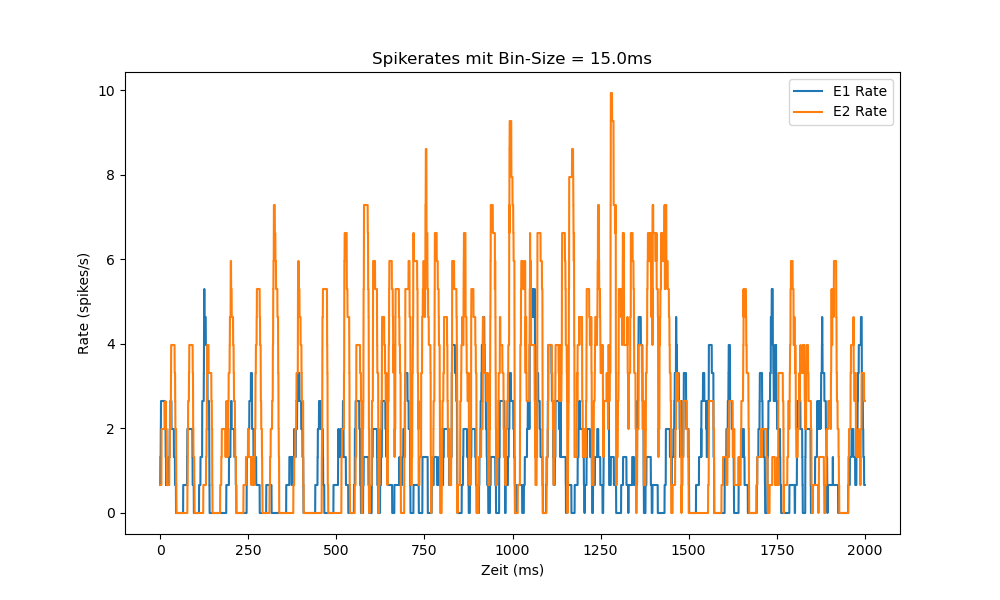 Spikerates mit Bin-Size = 15.0ms
E1 Rate
E2 Rate
10
8
6
4
2
0
Rate (spikes/s)
0 250 500 750 1000 1250 1500 1750 2000
Zeit (ms)